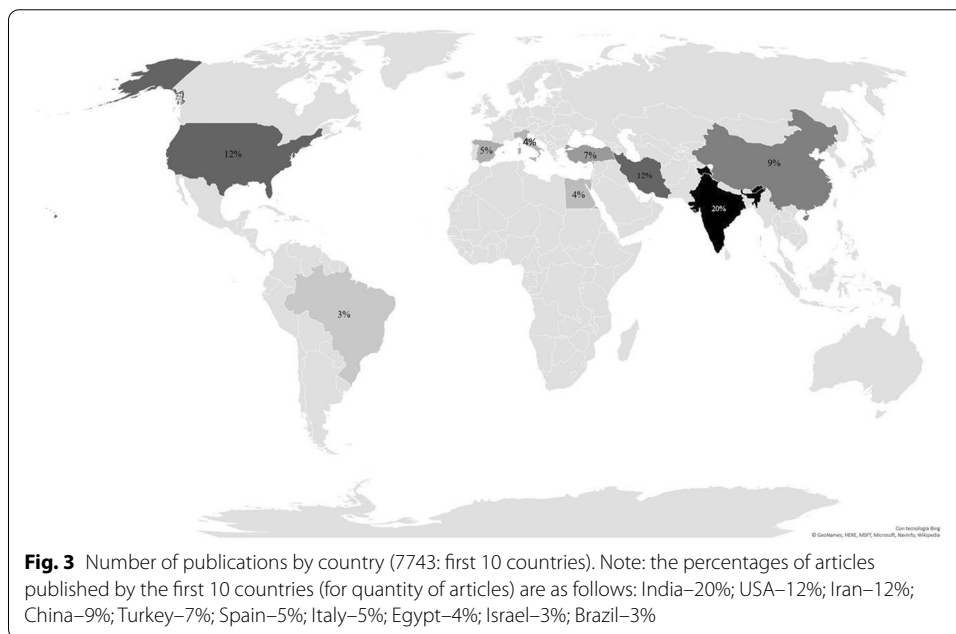 12%
5%
4%
7%
12%
9%
4%
20%
3%
Con tecnologia Bing
© GeoNames, HERE, MSFT, Microsoft, NavInfo, Wikipedia
Fig. 3 Number of publications by country (7743: first 10 countries). Note: the percentages of articles
published by the first 10 countries (for quantity of articles) are as follows: India–20%; USA–12%; Iran–12%;
China–9%; Turkey–7%; Spain–5%; Italy–5%; Egypt–4%; Israel–3%; Brazil–3%